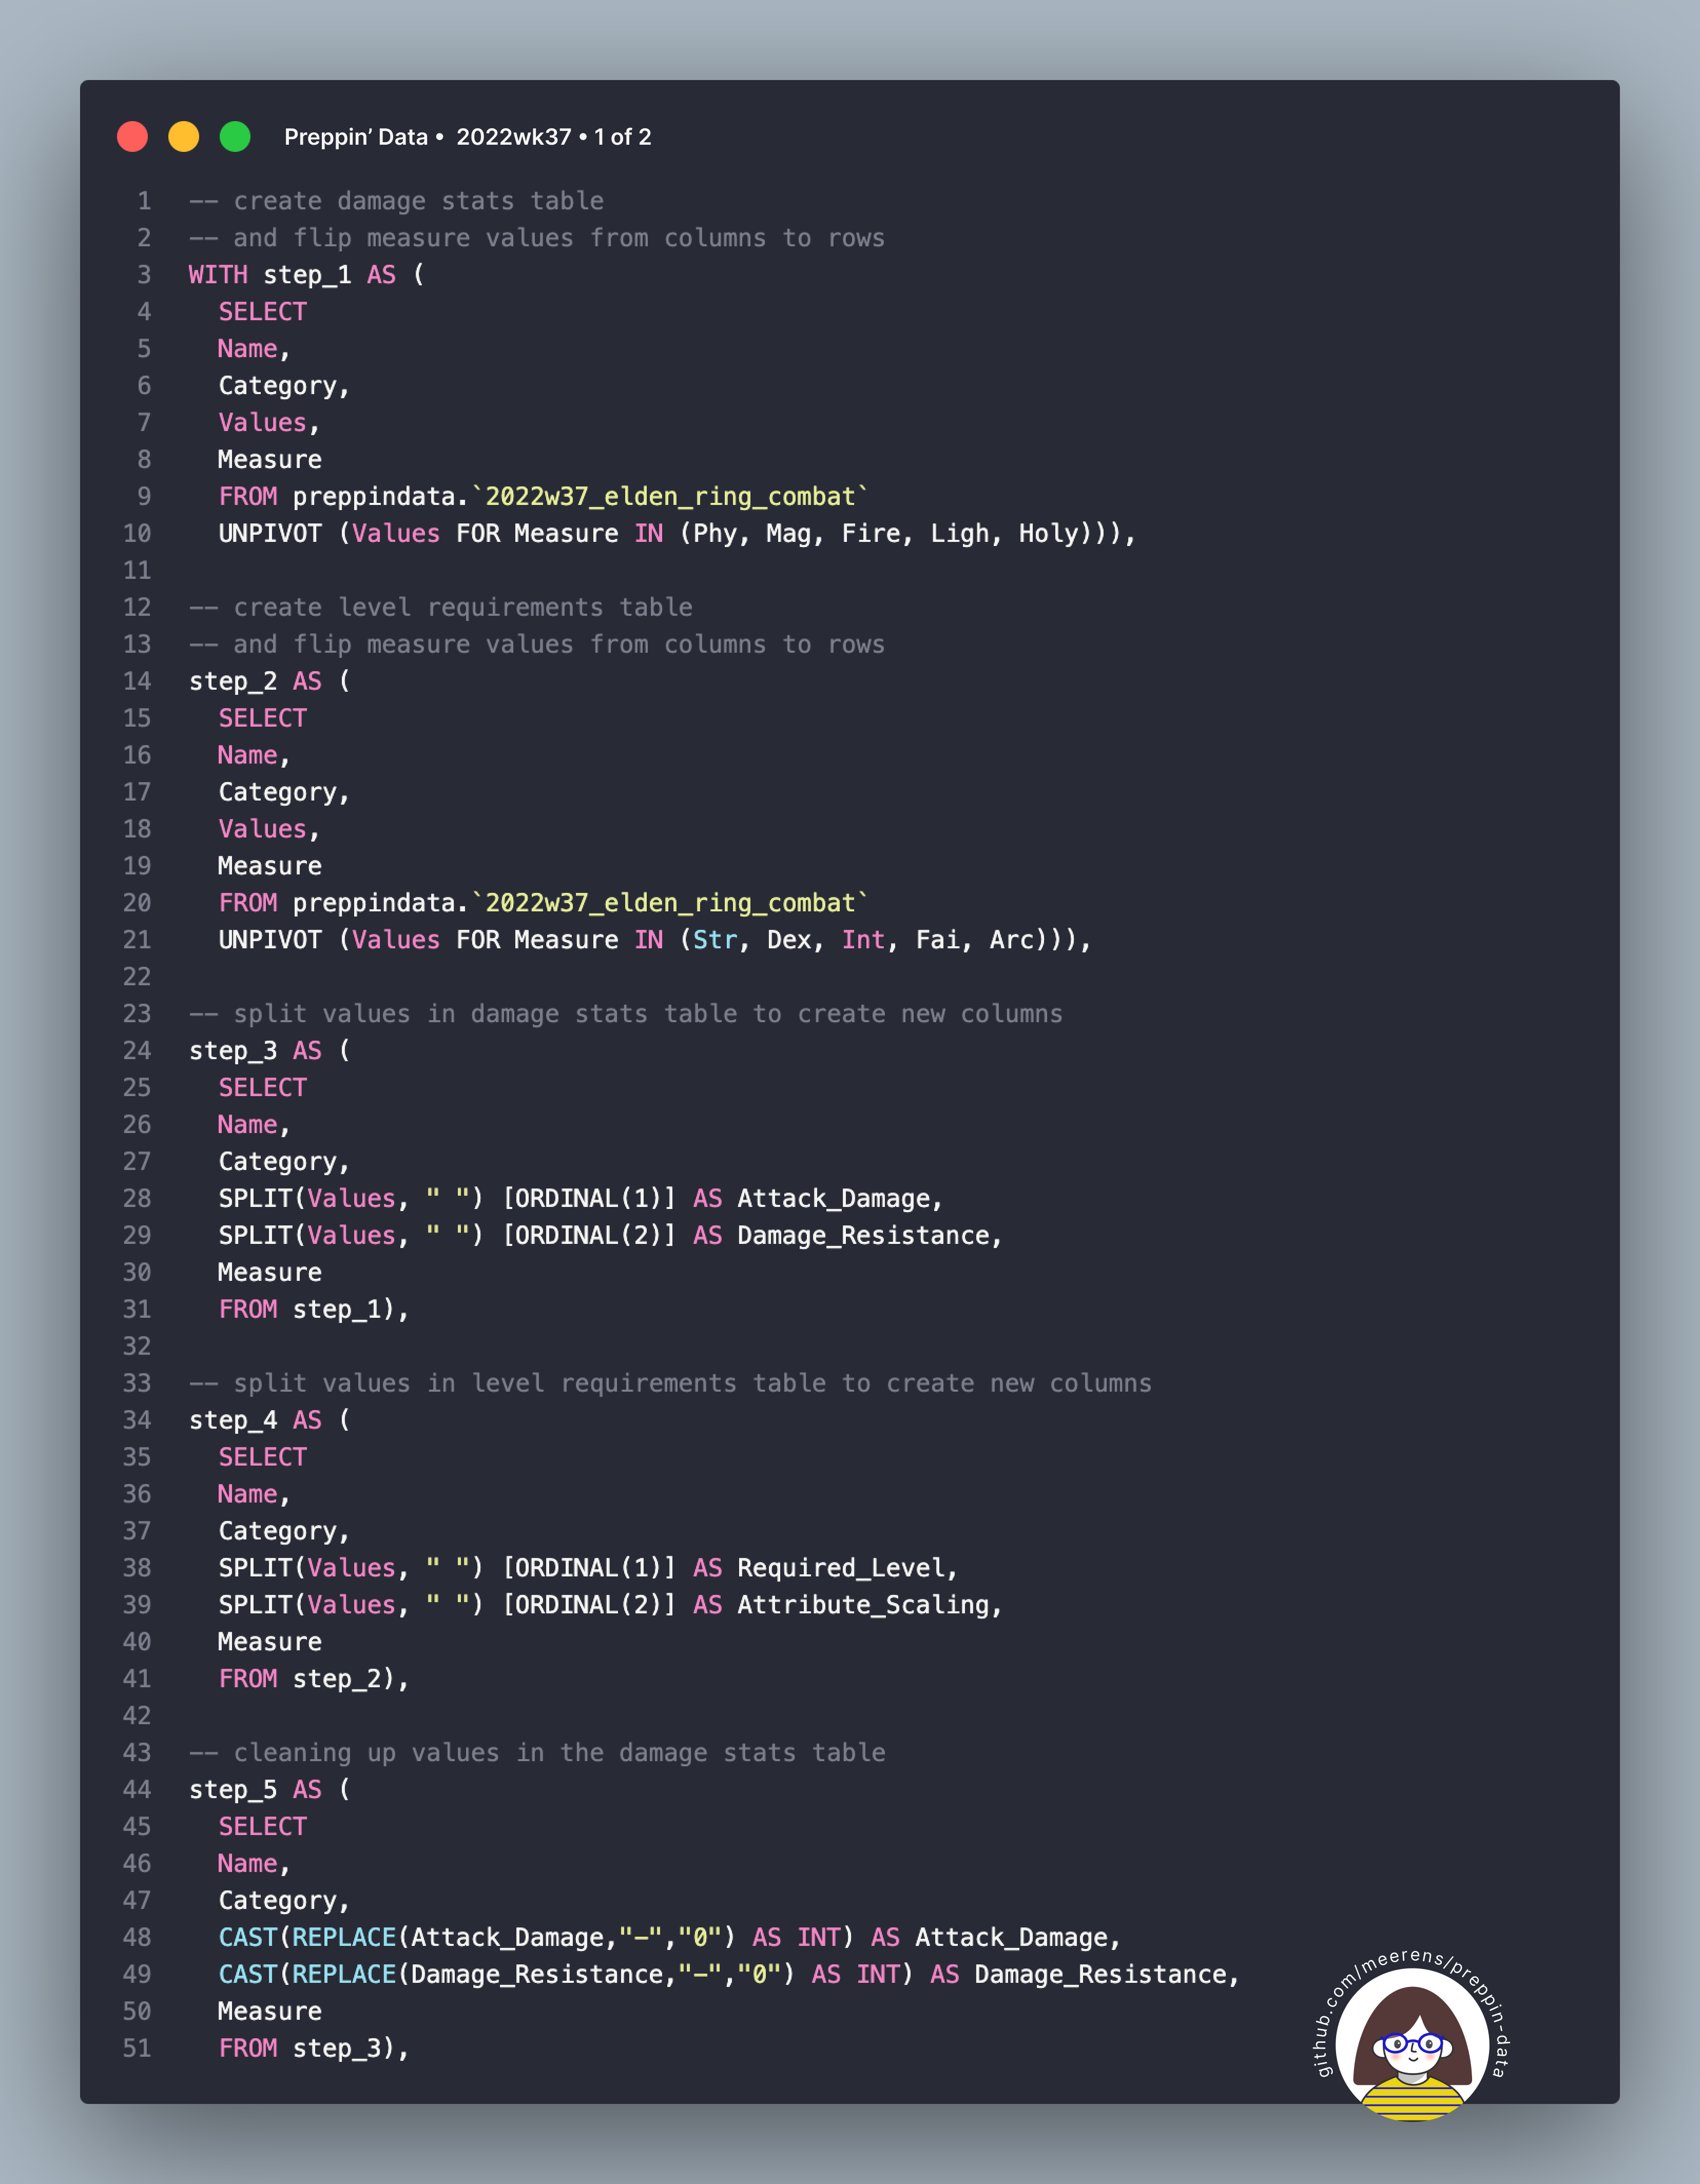 Preppin’ Data • 2022wk37 • 1 of 2
1 -- create damage stats table
2 -- and flip measure values from columns to rows
3 WITH step_1 AS (
4 SELECT
5 Name,
6 Category,
7 Values,
8 Measure
9 FROM preppindata.`2022w37_elden_ring_combat`
10 UNPIVOT (Values FOR Measure IN (Phy, Mag, Fire, Ligh, Holy))),
11
12 -- create level requirements table
13 -- and flip measure values from columns to rows
14 step_2 AS (
15 SELECT
16 Name,
17 Category,
18 Values,
19 Measure
20 FROM preppindata.`2022w37_elden_ring_combat`
21 UNPIVOT (Values FOR Measure IN (Str, Dex, Int, Fai, Arc))),
22
23 -- split values in damage stats table to create new columns
24 step_3 AS (
25 SELECT
26 Name,
27 Category,
28 SPLIT(Values, " ") [ORDINAL(1)] AS Attack_Damage,
29 SPLIT(Values, " ") [ORDINAL(2)] AS Damage_Resistance,
30 Measure
31 FROM step_1),
32
33 -- split values in level requirements table to create new columns
34 step_4 AS (
35 SELECT
36 Name,
37 Category,
38 SPLIT(Values, " ") [ORDINAL(1)] AS Required_Level,
39 SPLIT(Values, " ") [ORDINAL(2)] AS Attribute_Scaling,
40 Measure
41 FROM step_2),
42
43 -- cleaning up values in the damage stats table
44 step_5 AS (
45 SELECT
46 Name,
47 Category,
48 CAST(REPLACE(Attack_Damage,"-","0") AS INT) AS Attack_Damage,
49 CAST(REPLACE(Damage_Resistance,"-","0") AS INT) AS Damage_Resistance,
50 Measure
51 FROM step_3),
github.com/meerens/preppin-data